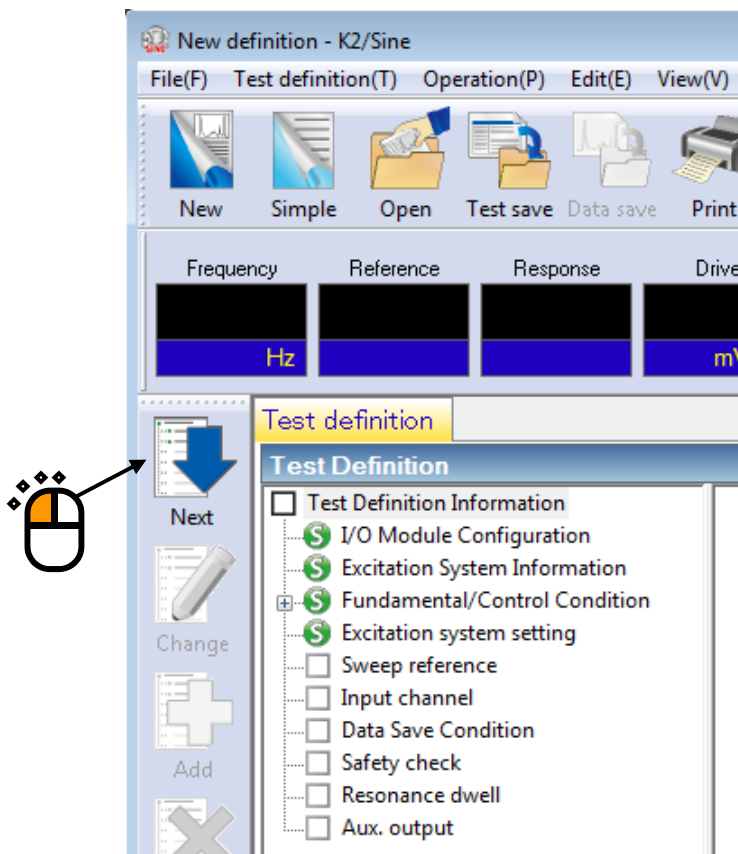 New definition - K2/Sine
File(F) Test definition(T) Operation(P) Edit(E) View(V)
New Simple Open Test save Data save Print
Frequency Reference Response Drive
Hz
Test definition
Test Definition
Next
Change
Add
Test Definition Information
S I/O Module Configuration
S Excitation System Information
S Fundamental/Control Condition
S Excitation system setting
Sweep reference
Input channel
Data Save Condition
Safety check
Resonance dwell
Aux. output